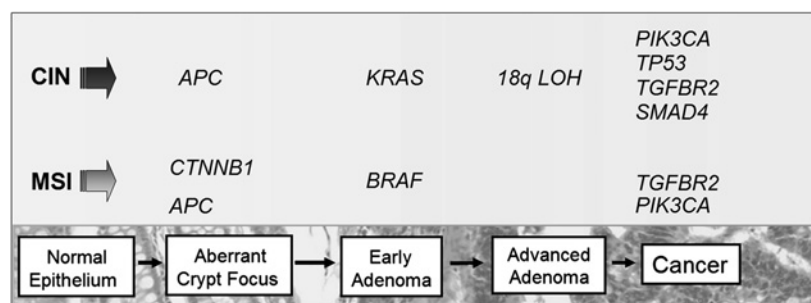 CIN APC KRAS 18q LOH
PIK3CA
TP53
TGFBR2
SMAD4
MSI
CTNNB1
APC
BRAF
TGFBR2
PIK3CA
Normal
Epithelium
Aberrant
Crypt Focus
Early
Adenoma
Advanced
Adenoma
Cancer